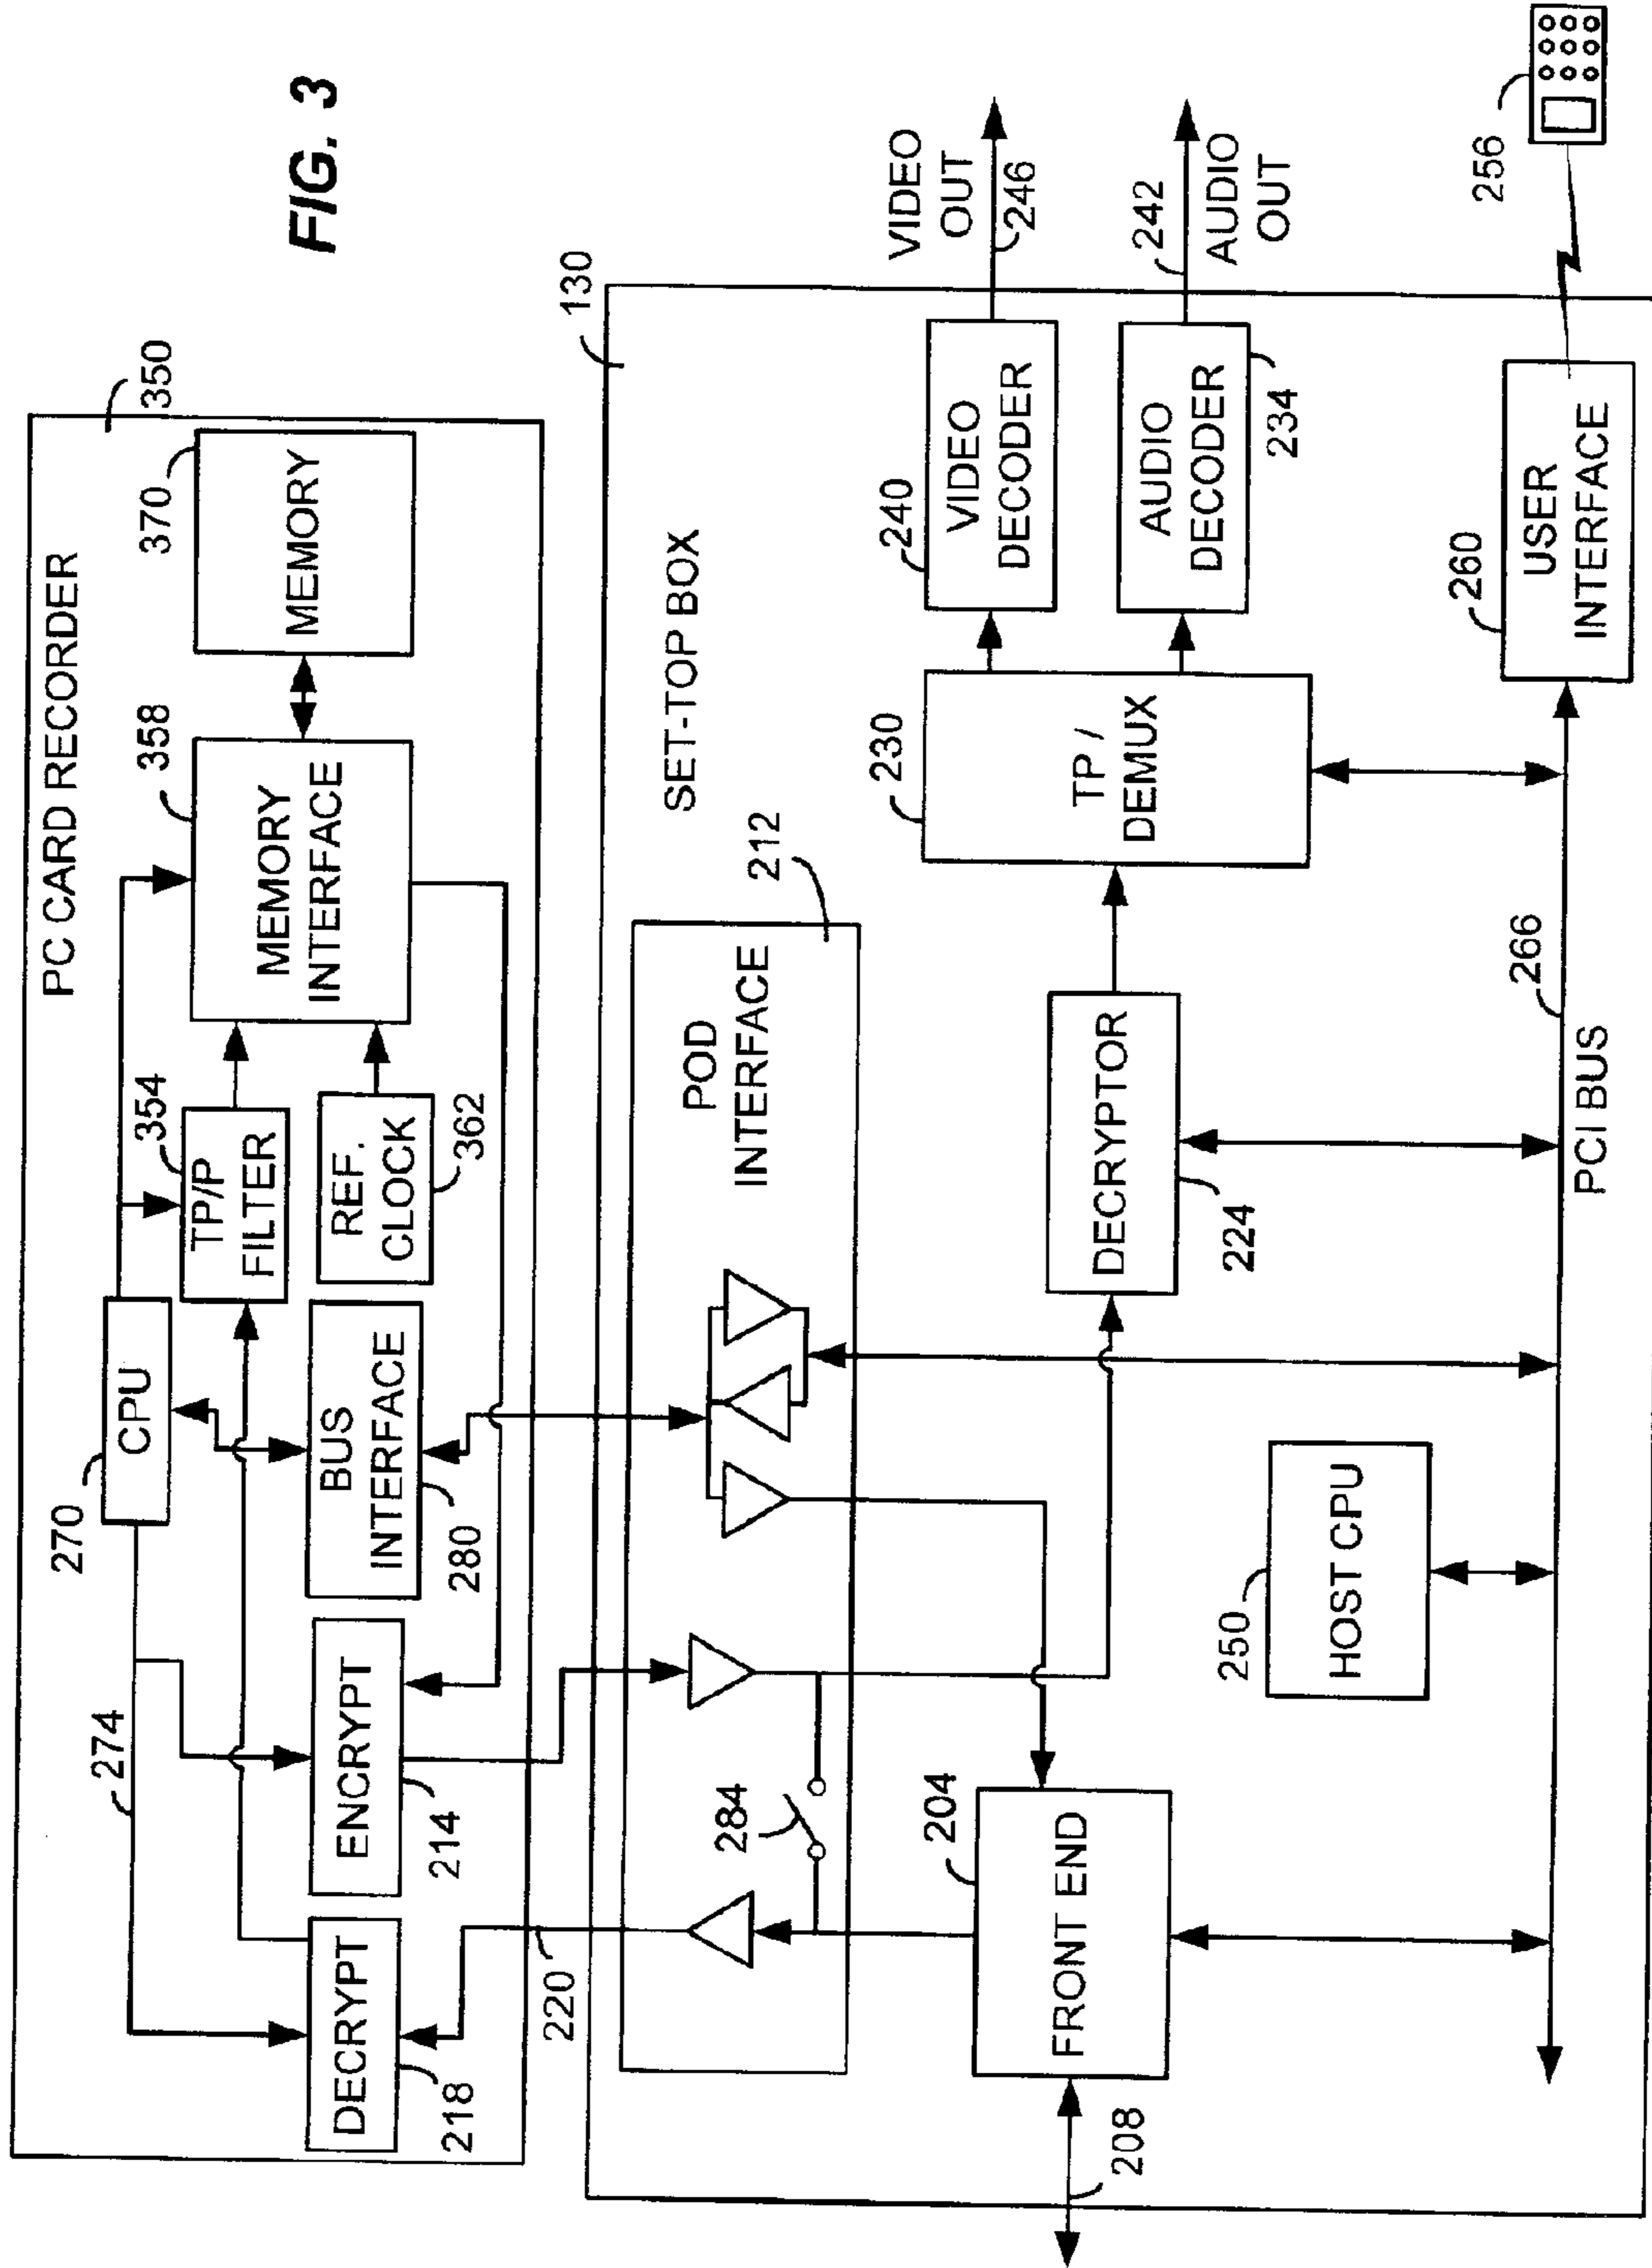 FIG. 3
PC CARD RECORDER
350
270
CPU
274
354
TP/P
FILTER
358
MEMORY
INTERFACE
370
MEMORY
DECRYPT
218
ENCRYPT
214
BUS
INTERFACE
280
REF.
CLOCK
362
220
130
SET-TOP BOX
212
POD
INTERFACE
284
204
FRONT END
208
DECRYPTOR
224
230
TP /
DEMUX
240
VIDEO
DECODER
VIDEO
OUT
246
AUDIO
DECODER
234
242
AUDIO
OUT
250
HOST CPU
266
PCI BUS
260
USER
INTERFACE
256